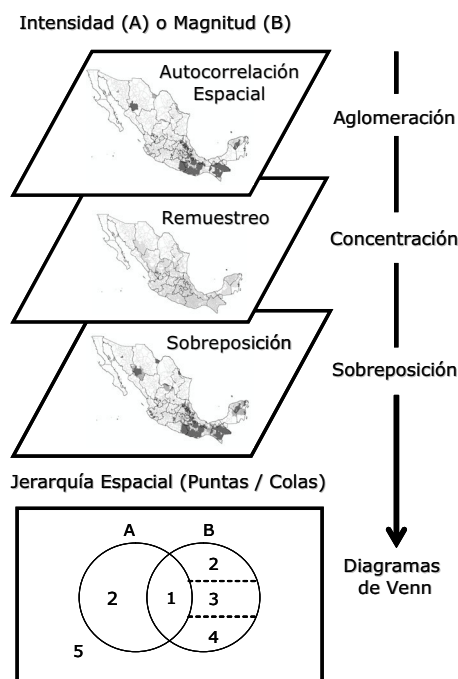 Intensidad (A) o Magnitud (B)
Autocorrelación
Espacial
Aglomeración
Remuestreo
Concentración
Sobreposición
Sobreposición
Jerarquía Espacial (Puntas / Colas)
A B
2
2 1 3
4
5
Diagramas
de Venn